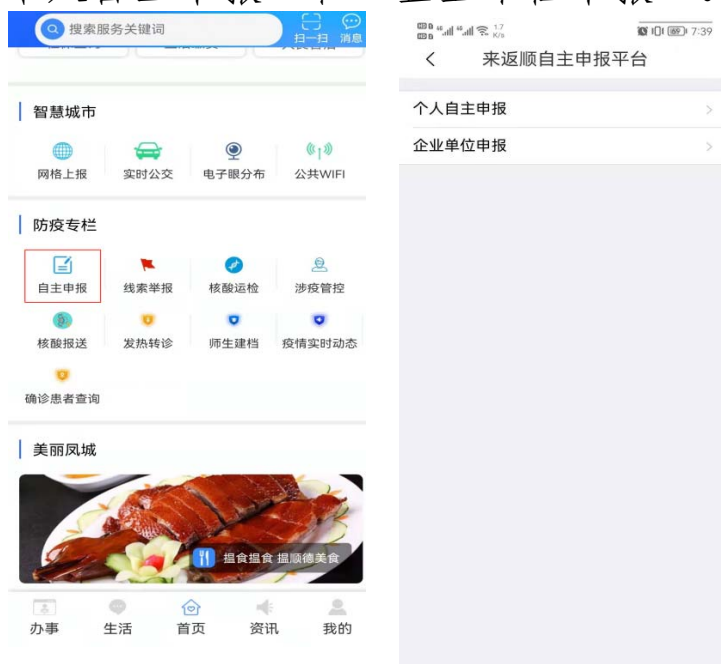 搜索服务关键词
扫一扫 消息
智慧城市
网格上报 实时公交 电子眼分布 公共WIFI
防疫专栏
自主申报 线索举报 核酸运检 涉疫管控
核酸报送 发热转诊 师生建档 疫情实时动态
确诊患者查询
美丽凤城
揾食揾食 揾顺德美食
办事 生活 首页 资讯 我的
1.7 K/s 7:39
来返顺自主申报平台
个人自主申报
企业单位申报